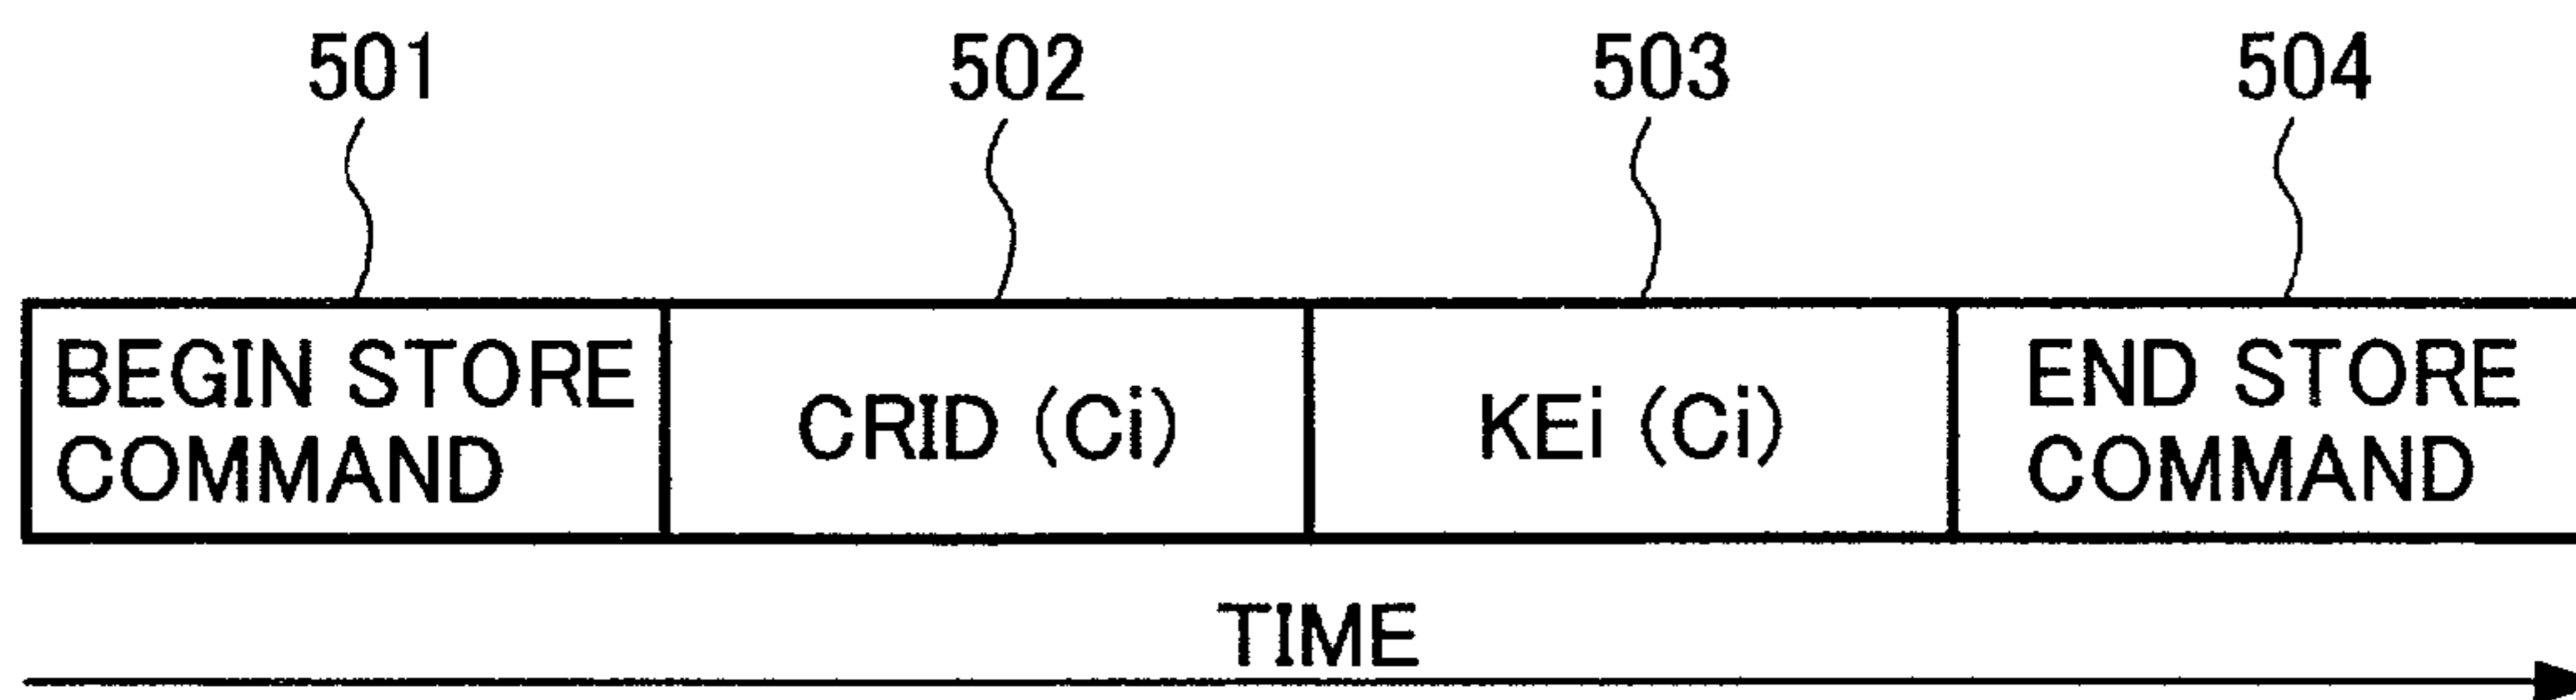 501 502 503 504
BEGIN STORE COMMAND
CRID (Ci)
KEi (Ci)
END STORE COMMAND
TIME